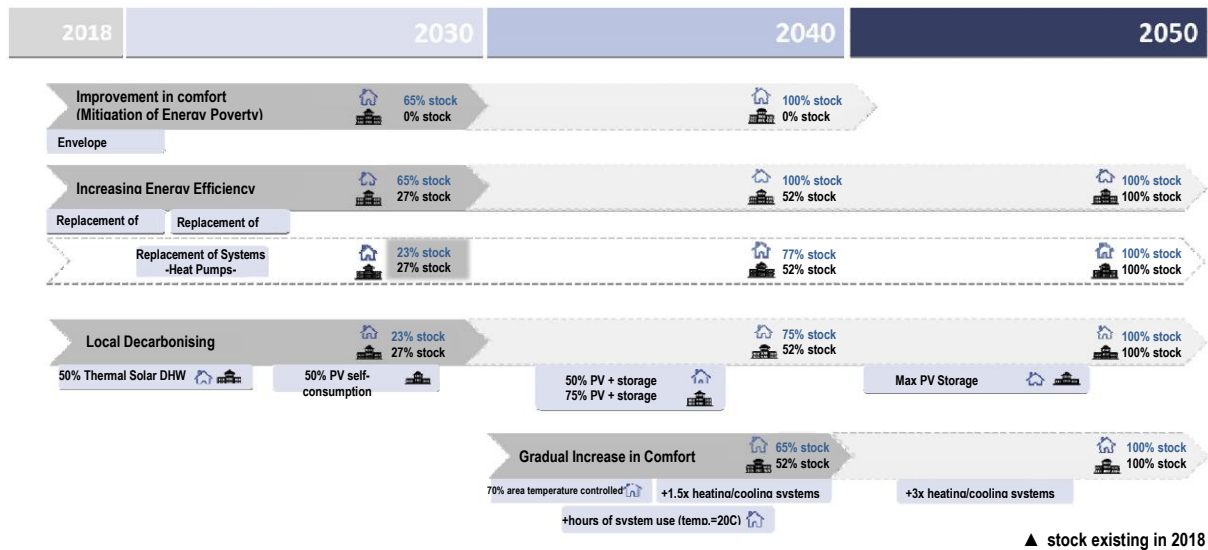 2018
2030
2040
2050
Improvement in comfort
(Mitigation of Energy Poverty)
65% stock
0% stock
100% stock
0% stock
Envelope
Increasing Energy Efficiency
65% stock
27% stock
100% stock
52% stock
100% stock
100% stock
Replacement of
Replacement of
Replacement of Systems
-Heat Pumps-
23% stock
27% stock
77% stock
52% stock
100% stock
100% stock
Local Decarbonising
23% stock
27% stock
75% stock
52% stock
100% stock
100% stock
50% Thermal Solar DHW
50% PV self-
consumption
50% PV + storage
75% PV + storage
Max PV Storage
Gradual Increase in Comfort
65% stock
52% stock
100% stock
100% stock
70% area temperature controlled
+1.5x heating/cooling systems
+3x heating/cooling systems
+hours of system use (temp.=20C)
▲ stock existing in 2018